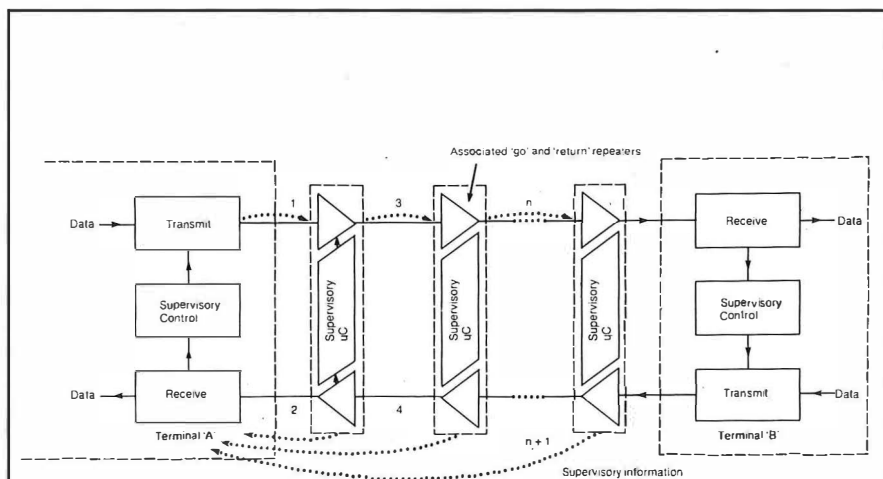 Associated 'go' and 'return' repeaters
1
3
n
Data
Transmit
Receive
Data
Supervisory
Control
Supervisory
uC
Supervisory
uC
Supervisory
uC
Supervisory
Control
Data
Receive
2
4
Transmit
Data
Terminal 'A'
n + 1
Terminal 'B'
Supervisory information